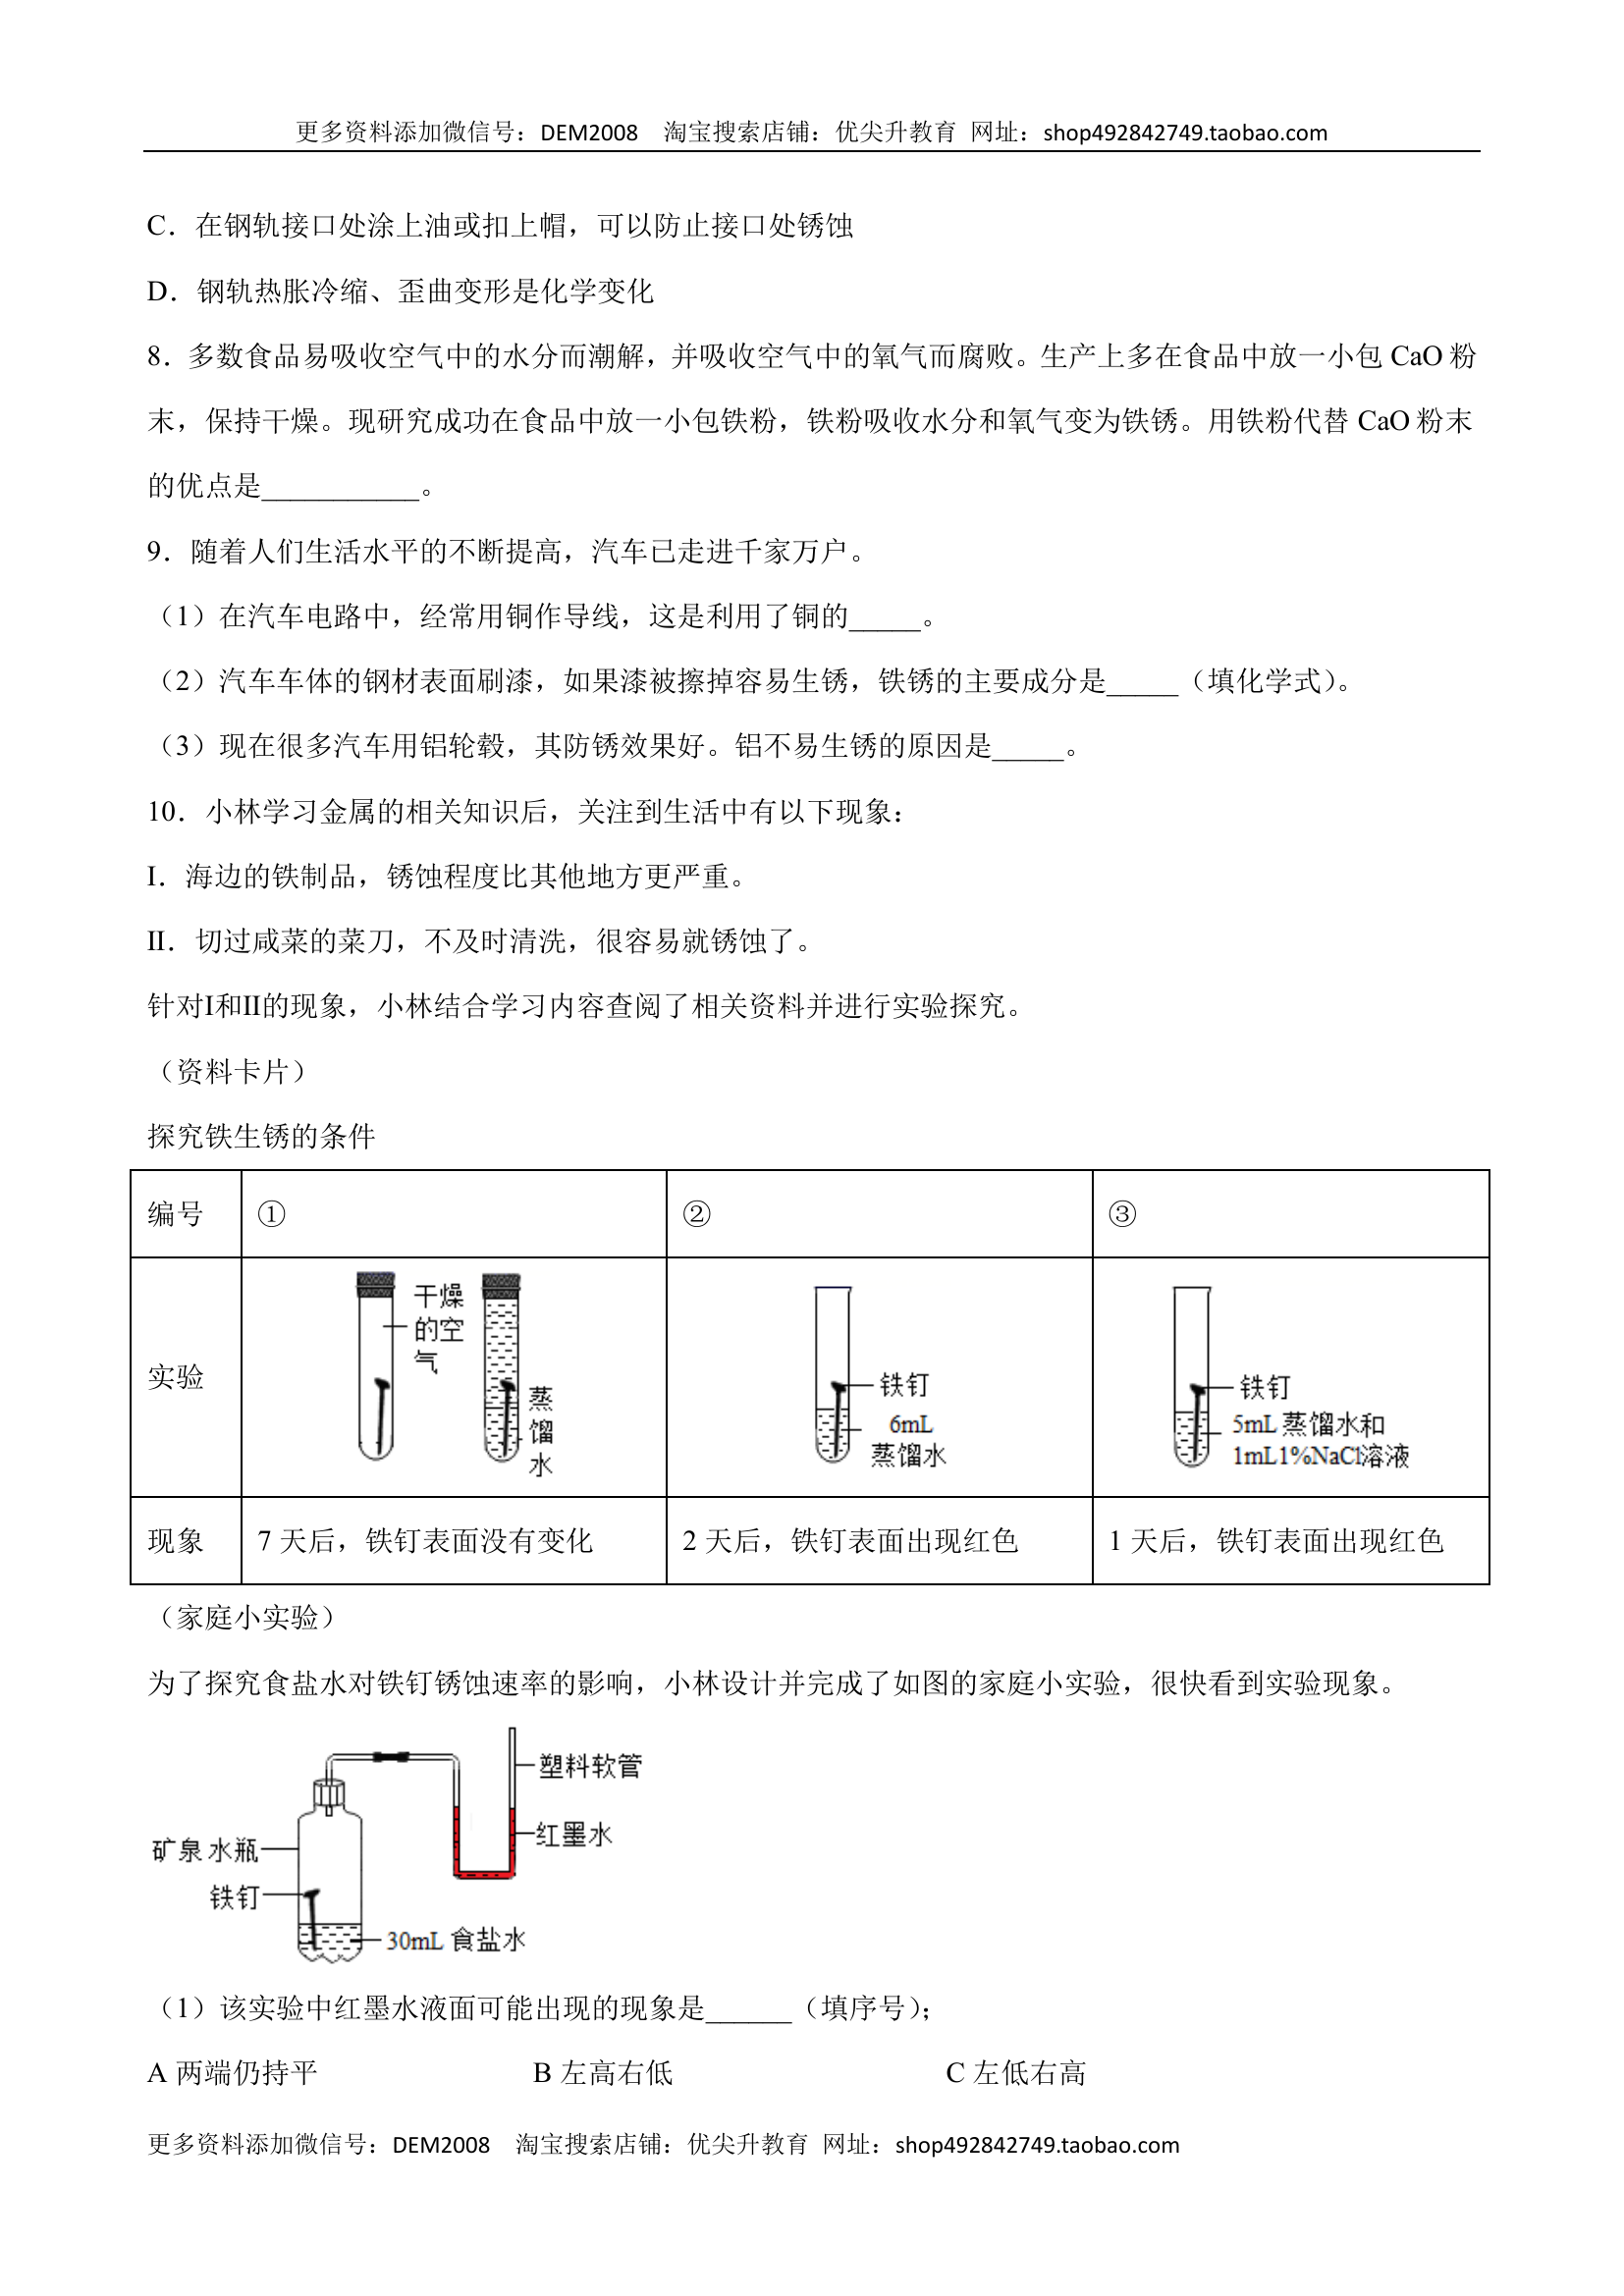 更多资料添加微信号：DEM2008 淘宝搜索店铺：优尖升教育 网址：shop492842749.taobao.com
C．在钢轨接口处涂上油或扣上帽，可以防止接口处锈蚀
D．钢轨热胀冷缩、歪曲变形是化学变化
8．多数食品易吸收空气中的水分而潮解，并吸收空气中的氧气而腐败。生产上多在食品中放一小包 CaO 粉
末，保持干燥。现研究成功在食品中放一小包铁粉，铁粉吸收水分和氧气变为铁锈。用铁粉代替 CaO 粉末
的优点是___________。
9．随着人们生活水平的不断提高，汽车已走进千家万户。
（1）在汽车电路中，经常用铜作导线，这是利用了铜的_____。
（2）汽车车体的钢材表面刷漆，如果漆被擦掉容易生锈，铁锈的主要成分是_____（填化学式）。
（3）现在很多汽车用铝轮毂，其防锈效果好。铝不易生锈的原因是_____。
10．小林学习金属的相关知识后，关注到生活中有以下现象：
I．海边的铁制品，锈蚀程度比其他地方更严重。
II．切过咸菜的菜刀，不及时清洗，很容易就锈蚀了。
针对I和II的现象，小林结合学习内容查阅了相关资料并进行实验探究。
（资料卡片）
探究铁生锈的条件
编号 ① ② ③
实验
干燥
的空
气
蒸
馏
水
铁钉
6mL
蒸馏水
铁钉
5mL 蒸馏水和
1mL1%NaCl溶液
现象 7 天后，铁钉表面没有变化 2 天后，铁钉表面出现红色 1 天后，铁钉表面出现红色
（家庭小实验）
为了探究食盐水对铁钉锈蚀速率的影响，小林设计并完成了如图的家庭小实验，很快看到实验现象。
塑料软管
红墨水
矿泉水瓶
铁钉
30mL 食盐水
（1）该实验中红墨水液面可能出现的现象是______（填序号）；
A 两端仍持平 B 左高右低 C 左低右高
更多资料添加微信号：DEM2008 淘宝搜索店铺：优尖升教育 网址：shop492842749.taobao.com